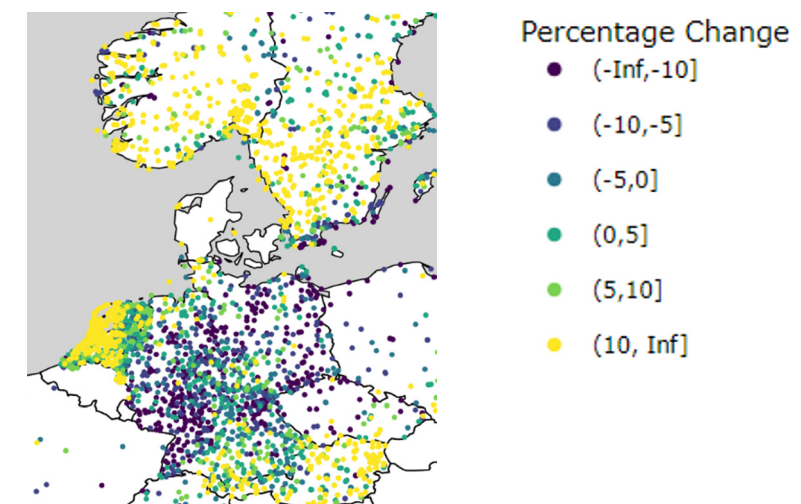 Percentage Change
(-Inf,-10]
(-10,-5]
(-5,0]
(0,5]
(5,10]
(10, Inf]